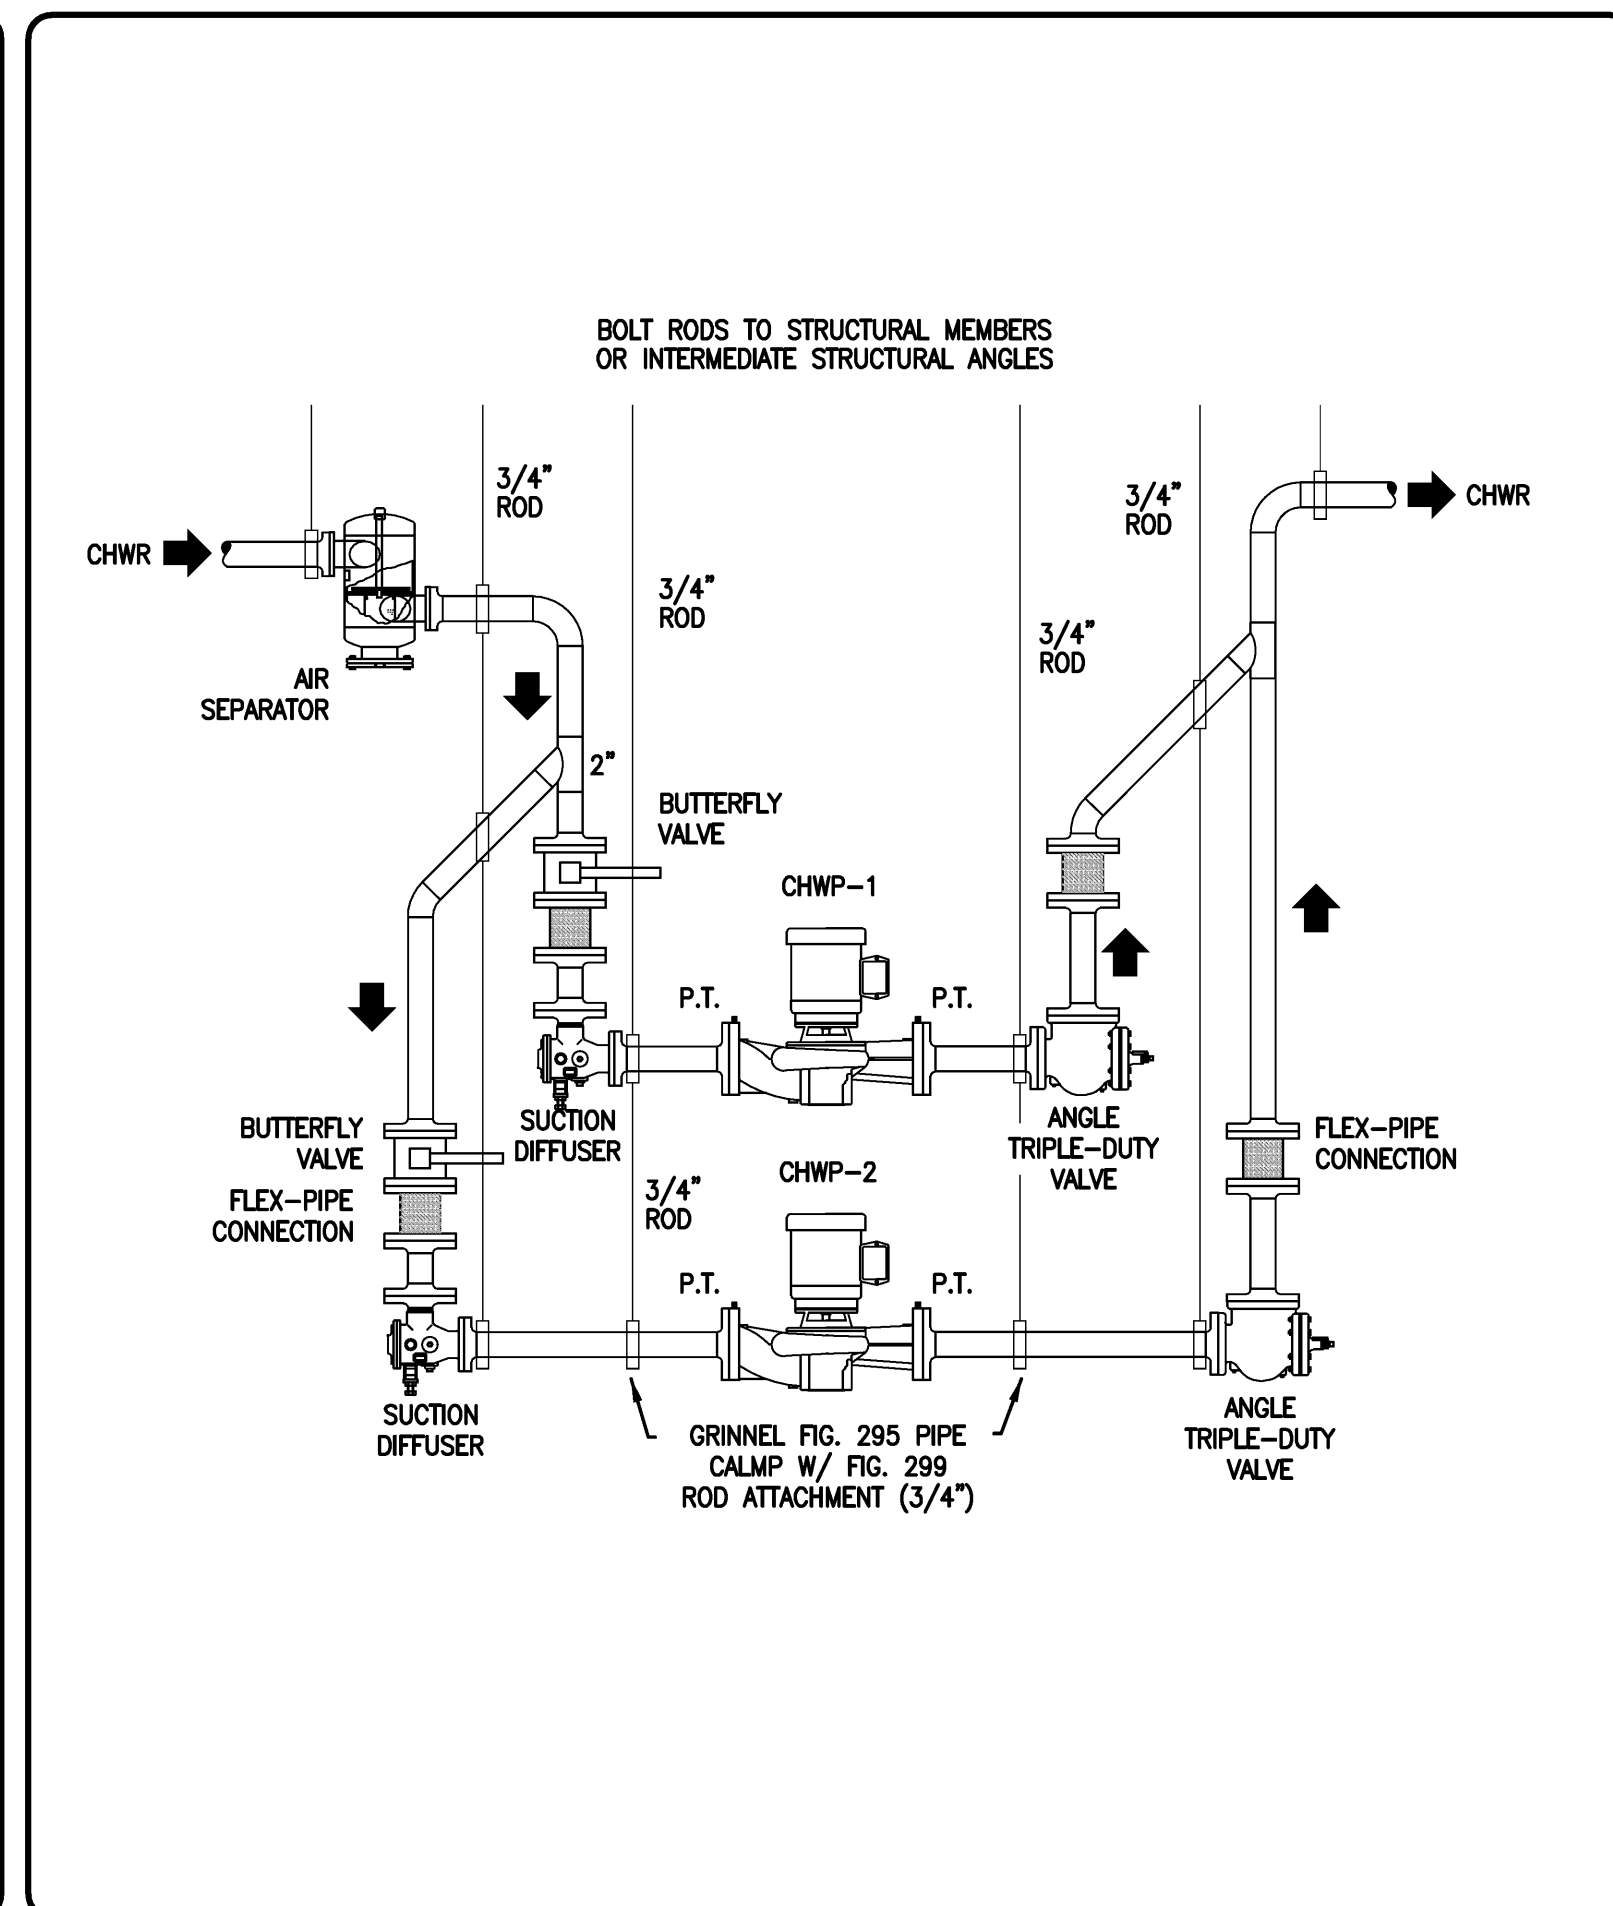 BOLT RODS TO STRUCTURAL MEMBERS
OR INTERMEDIATE STRUCTURAL ANGLES
3/4"
ROD
3/4"
ROD
CHWR
CHWR
3/4"
ROD
3/4"
ROD
AIR
SEPARATOR
2"
BUTTERFLY
VALVE
CHWP-1
P.T.
P.T.
SUCTION
DIFFUSER
ANGLE
TRIPLE-DUTY
VALVE
BUTTERFLY
VALVE
FLEX-PIPE
CONNECTION
CHWP-2
3/4"
ROD
FLEX-PIPE
CONNECTION
P.T.
P.T.
SUCTION
DIFFUSER
GRINNEL FIG. 295 PIPE
CALMP W/ FIG. 299
ROD ATTACHMENT (3/4")
ANGLE
TRIPLE-DUTY
VALVE